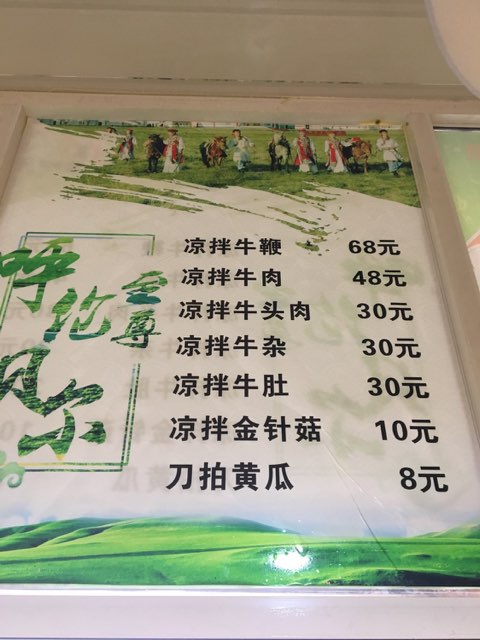 呼伦贝尔
至尊
凉拌牛鞭 68元
凉拌牛肉 48元
凉拌牛头肉 30元
凉拌牛杂 30元
凉拌牛肚 30元
凉拌金针菇 10元
刀拍黄瓜 8元